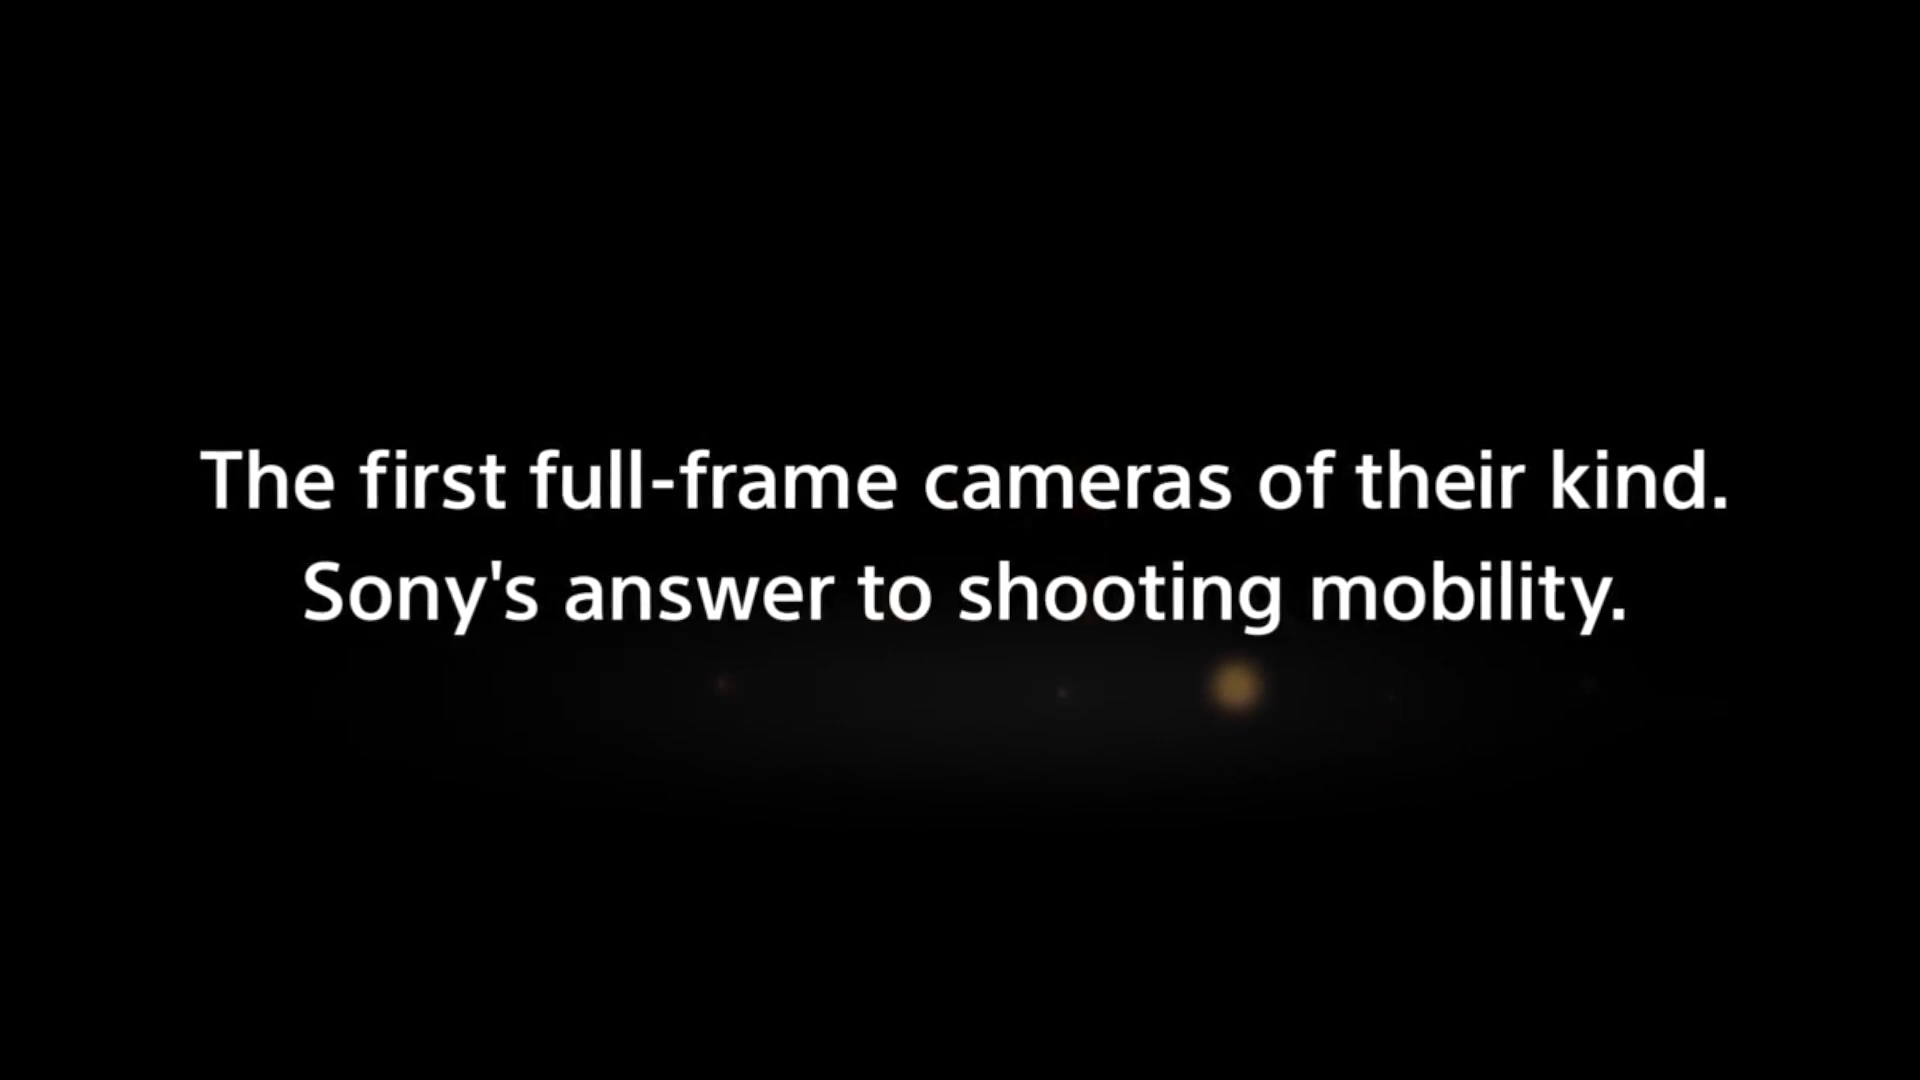 The first full-frame cameras of their kind.
Sony's answer to shooting mobility.